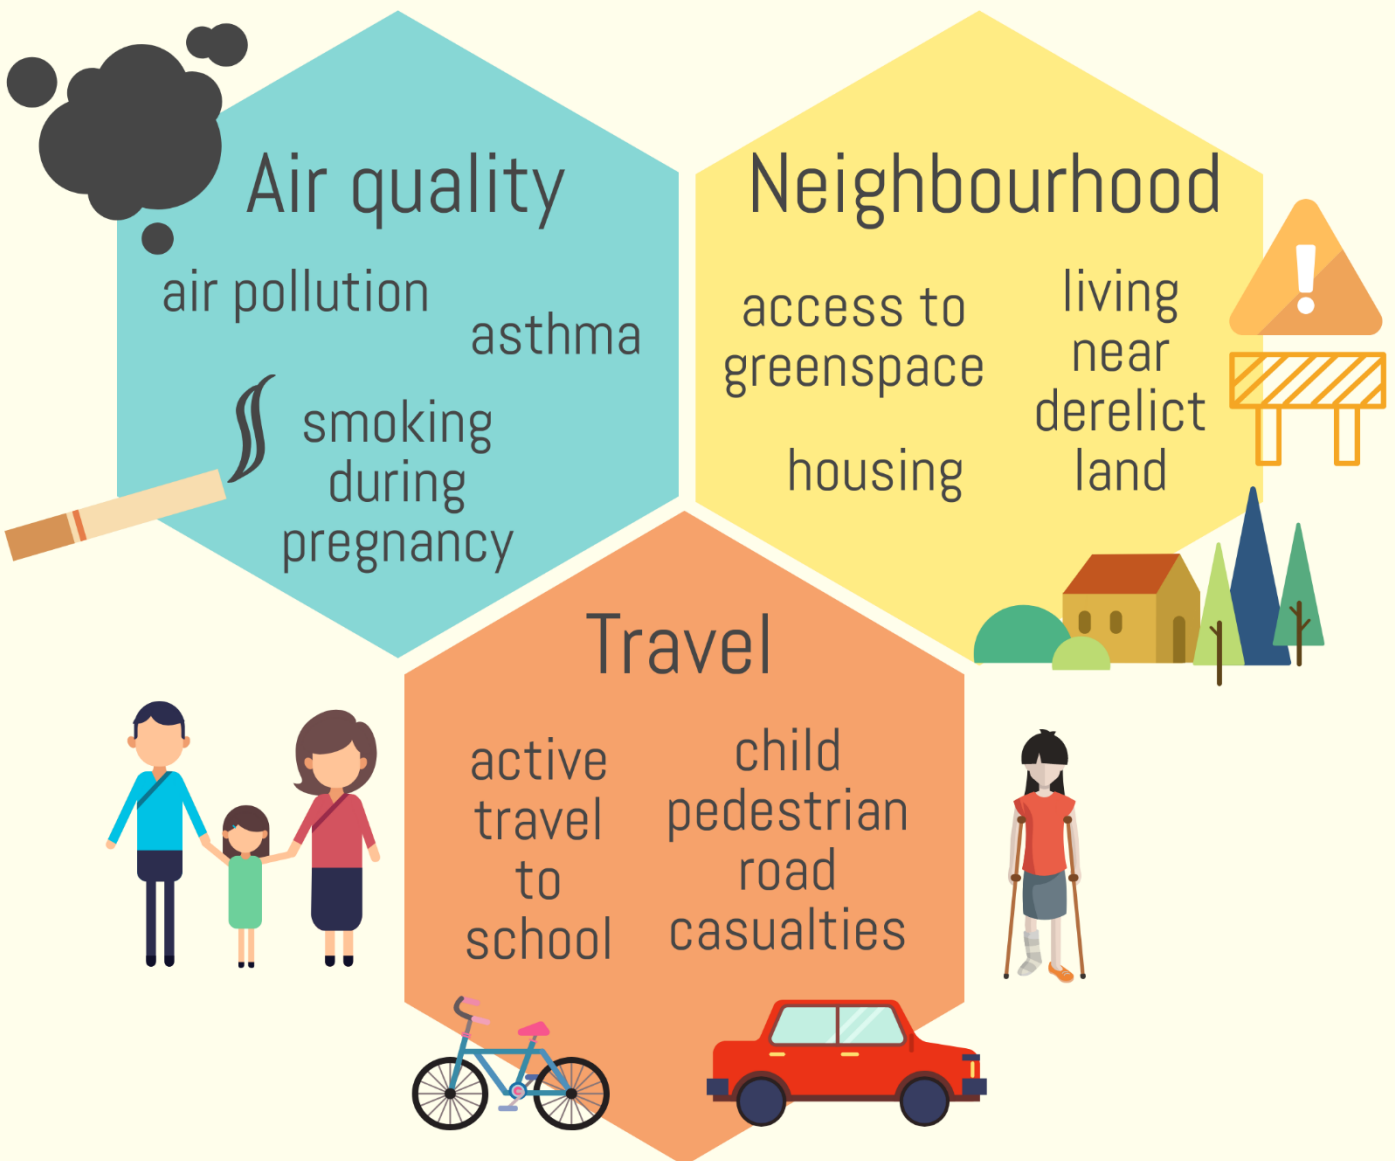 Air quality
air pollution
asthma
smoking
during
pregnancy
Neighbourhood
access to
greenspace
housing
living
near
derelict
land
Travel
active
travel
to
school
child
pedestrian
road
casualties